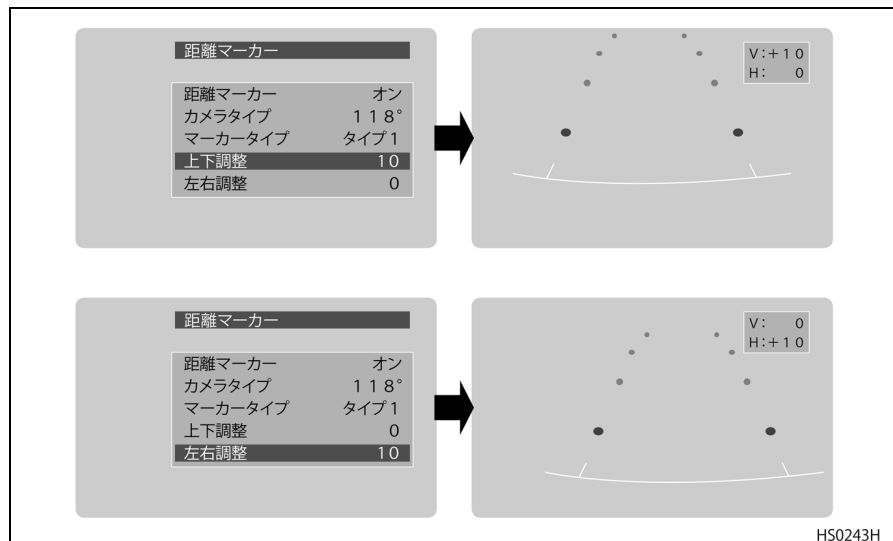 距離マーカー
距離マーカー オン
カメラタイプ 118°
マーカータイプ タイプ1
上下調整 10
左右調整 0
V:+10
H: 0
距離マーカー
距離マーカー オン
カメラタイプ 118°
マーカータイプ タイプ1
上下調整 0
左右調整 10
V: 0
H:+10
HS0243H